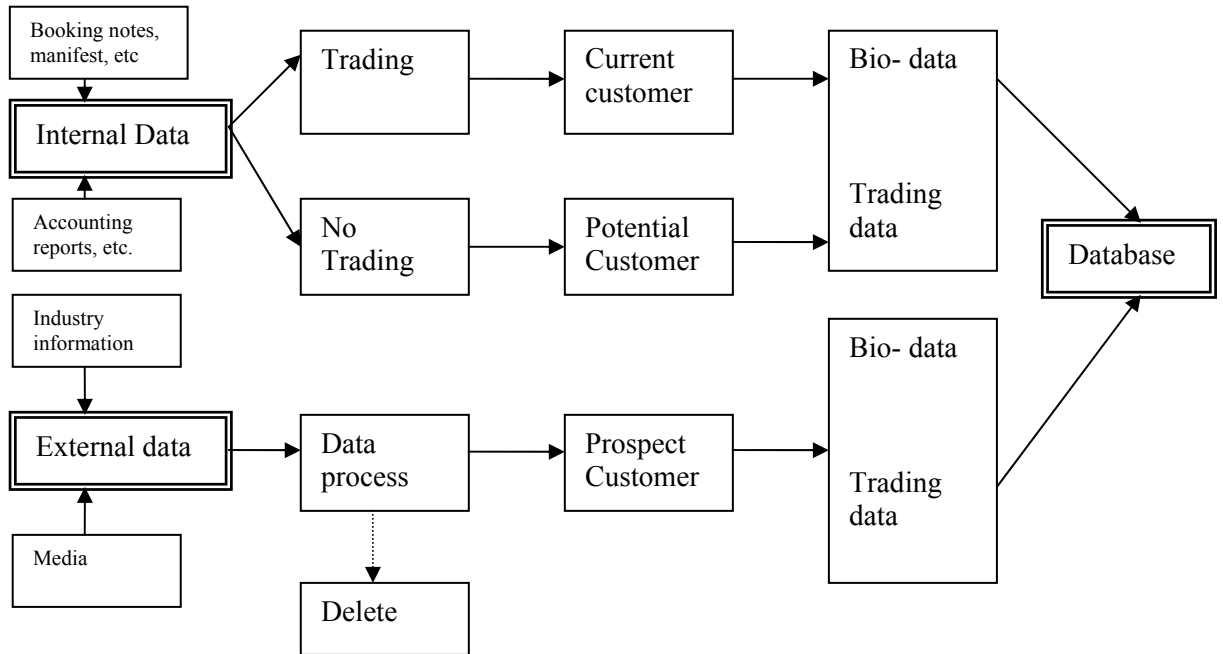 Booking notes,
manifest, etc
Internal Data
Accounting
reports, etc.
Trading
No
Trading
Current
customer
Potential
Customer
Bio- data
Trading
data
Database
Industry
information
External data
Media
Data
process
Delete
Prospect
Customer
Bio- data
Trading
data